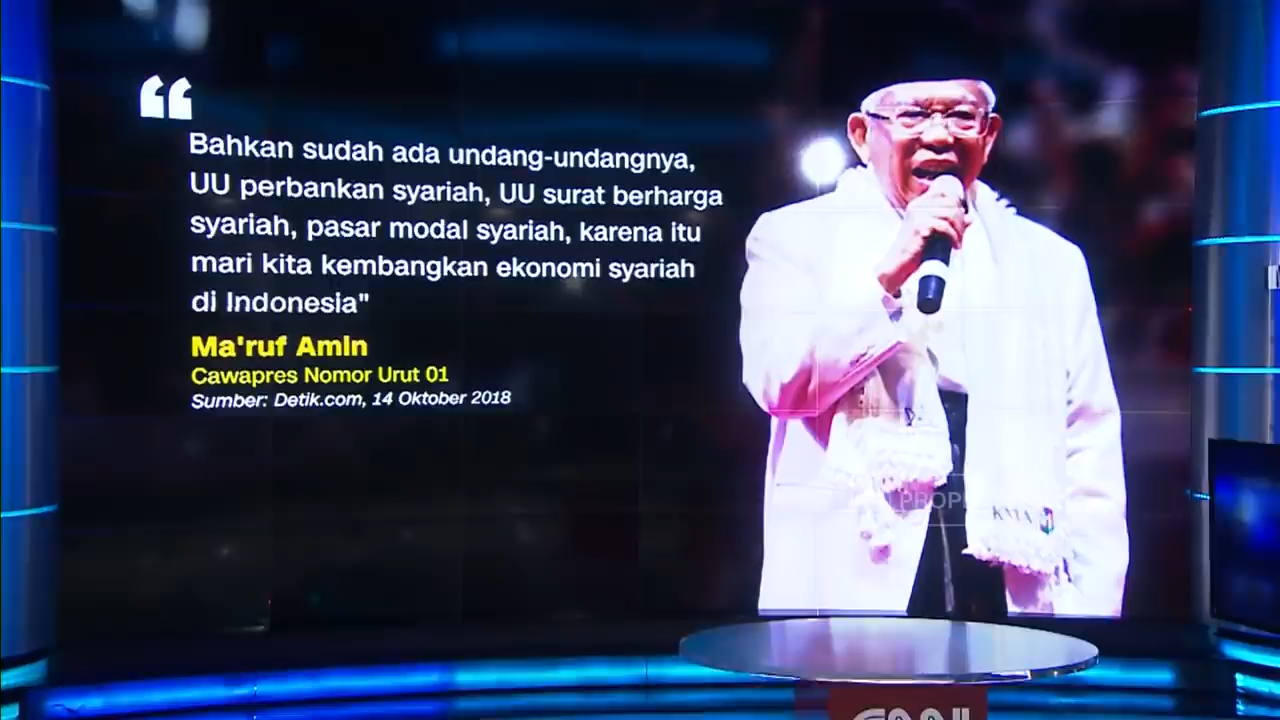 Bahkan sudah ada undang-undangnya,
UU perbankan syariah, UU surat berharga
syariah, pasar modal syariah, karena itu
mari kita kembangkan ekonomi syariah
di Indonesia"
Ma'ruf Amin
Cawapres Nomor Urut 01
Sumber: Detik.com, 14 Oktober 2018
KMA